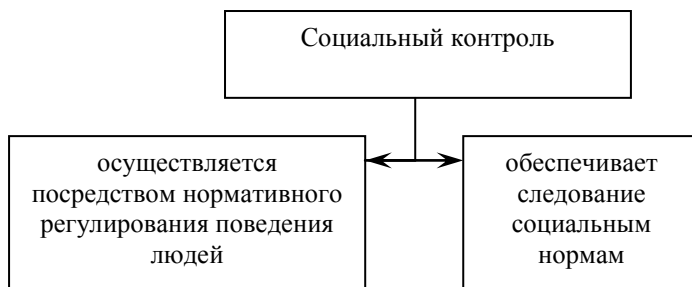 Социальный контроль
осуществляется
посредством нормативного
регулирования поведения
людей
обеспечивает
следование
социальным
нормам